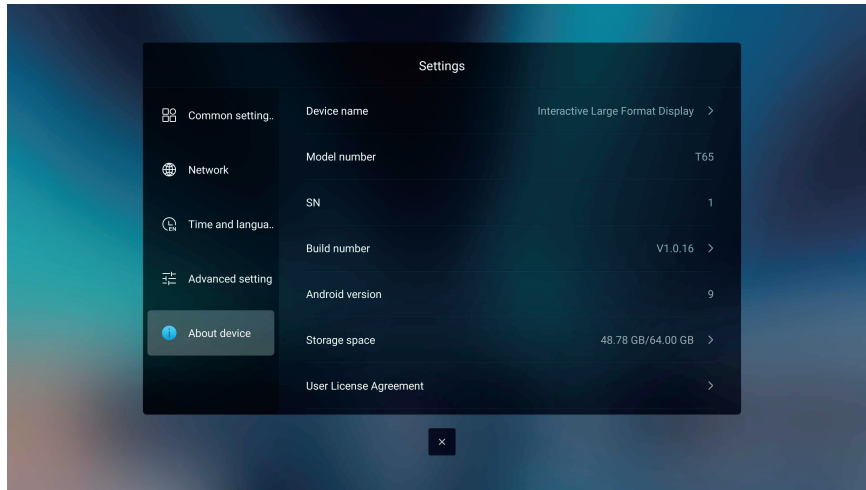 Settings
Common setting..
Network
Time and langua..
Advanced setting
About device
Device name
Interactive Large Format Display
Model number
T65
SN
1
Build number
V1.0.16
Android version
9
Storage space
48.78 GB/64.00 GB
User License Agreement